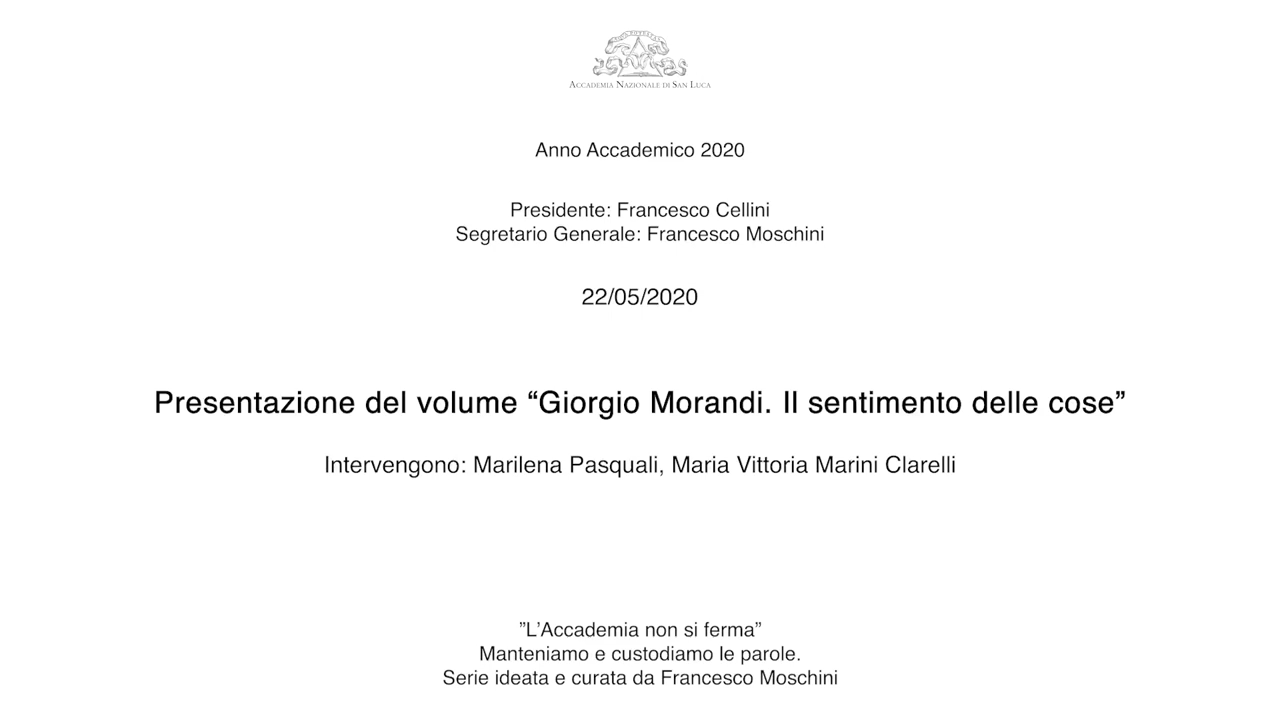 ACCADEMIA NAZIONALE DI SAN LUCA
Anno Accademico 2020
Presidente: Francesco Cellini
Segretario Generale: Francesco Moschini
22/05/2020
Presentazione del volume “Giorgio Morandi. Il sentimento delle cose”
Intervengono: Marilena Pasquali, Maria Vittoria Marini Clarelli
”L’Accademia non si ferma”
Manteniamo e custodiamo le parole.
Serie ideata e curata da Francesco Moschini